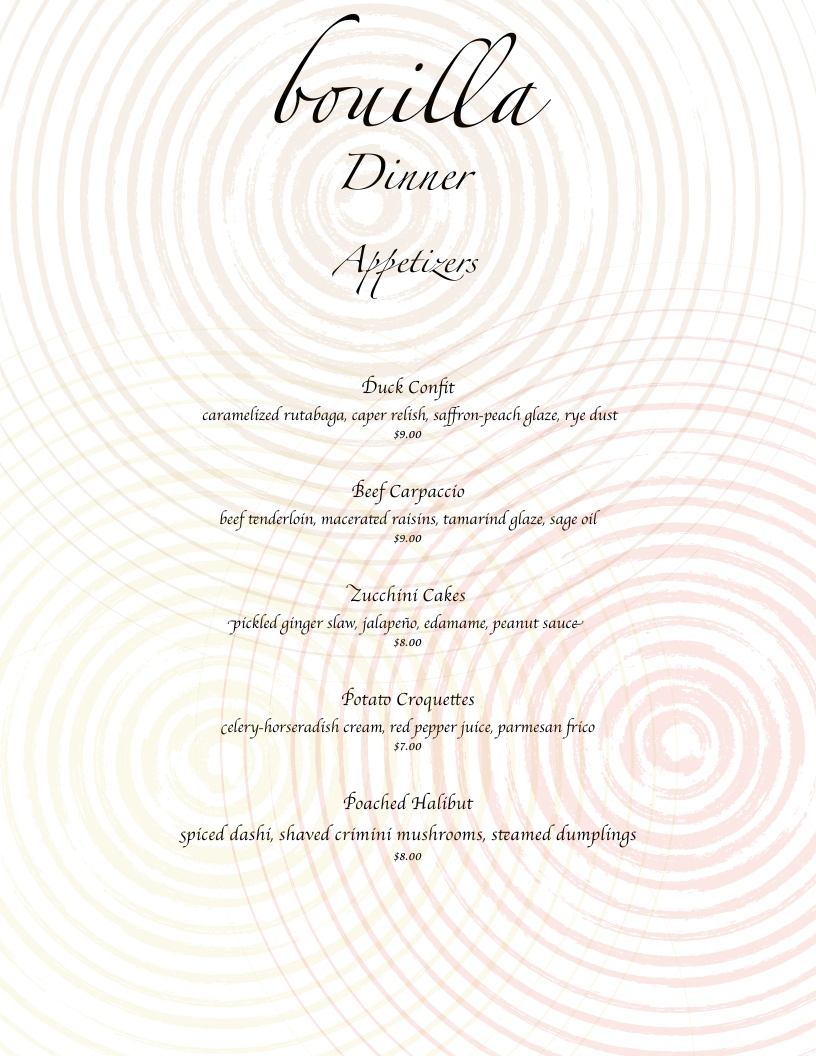 bouilla
Dinner
Appetizers
Duck Confit
caramelized rutabaga, caper relish, saffron-peach glaze, rye dust
$9.00
Beef Carpaccio
beef tenderloin, macerated raisins, tamarind glaze, sage oil
$9.00
Zucchini Cakes
pickled ginger slaw, jalapeño, edamame, peanut sauce
$8.00
Potato Croquettes
celery-horseradish cream, red pepper juice, parmesan frico
$7.00
Poached Halibut
spiced dashi, shaved crimini mushrooms, steamed dumplings
$8.00